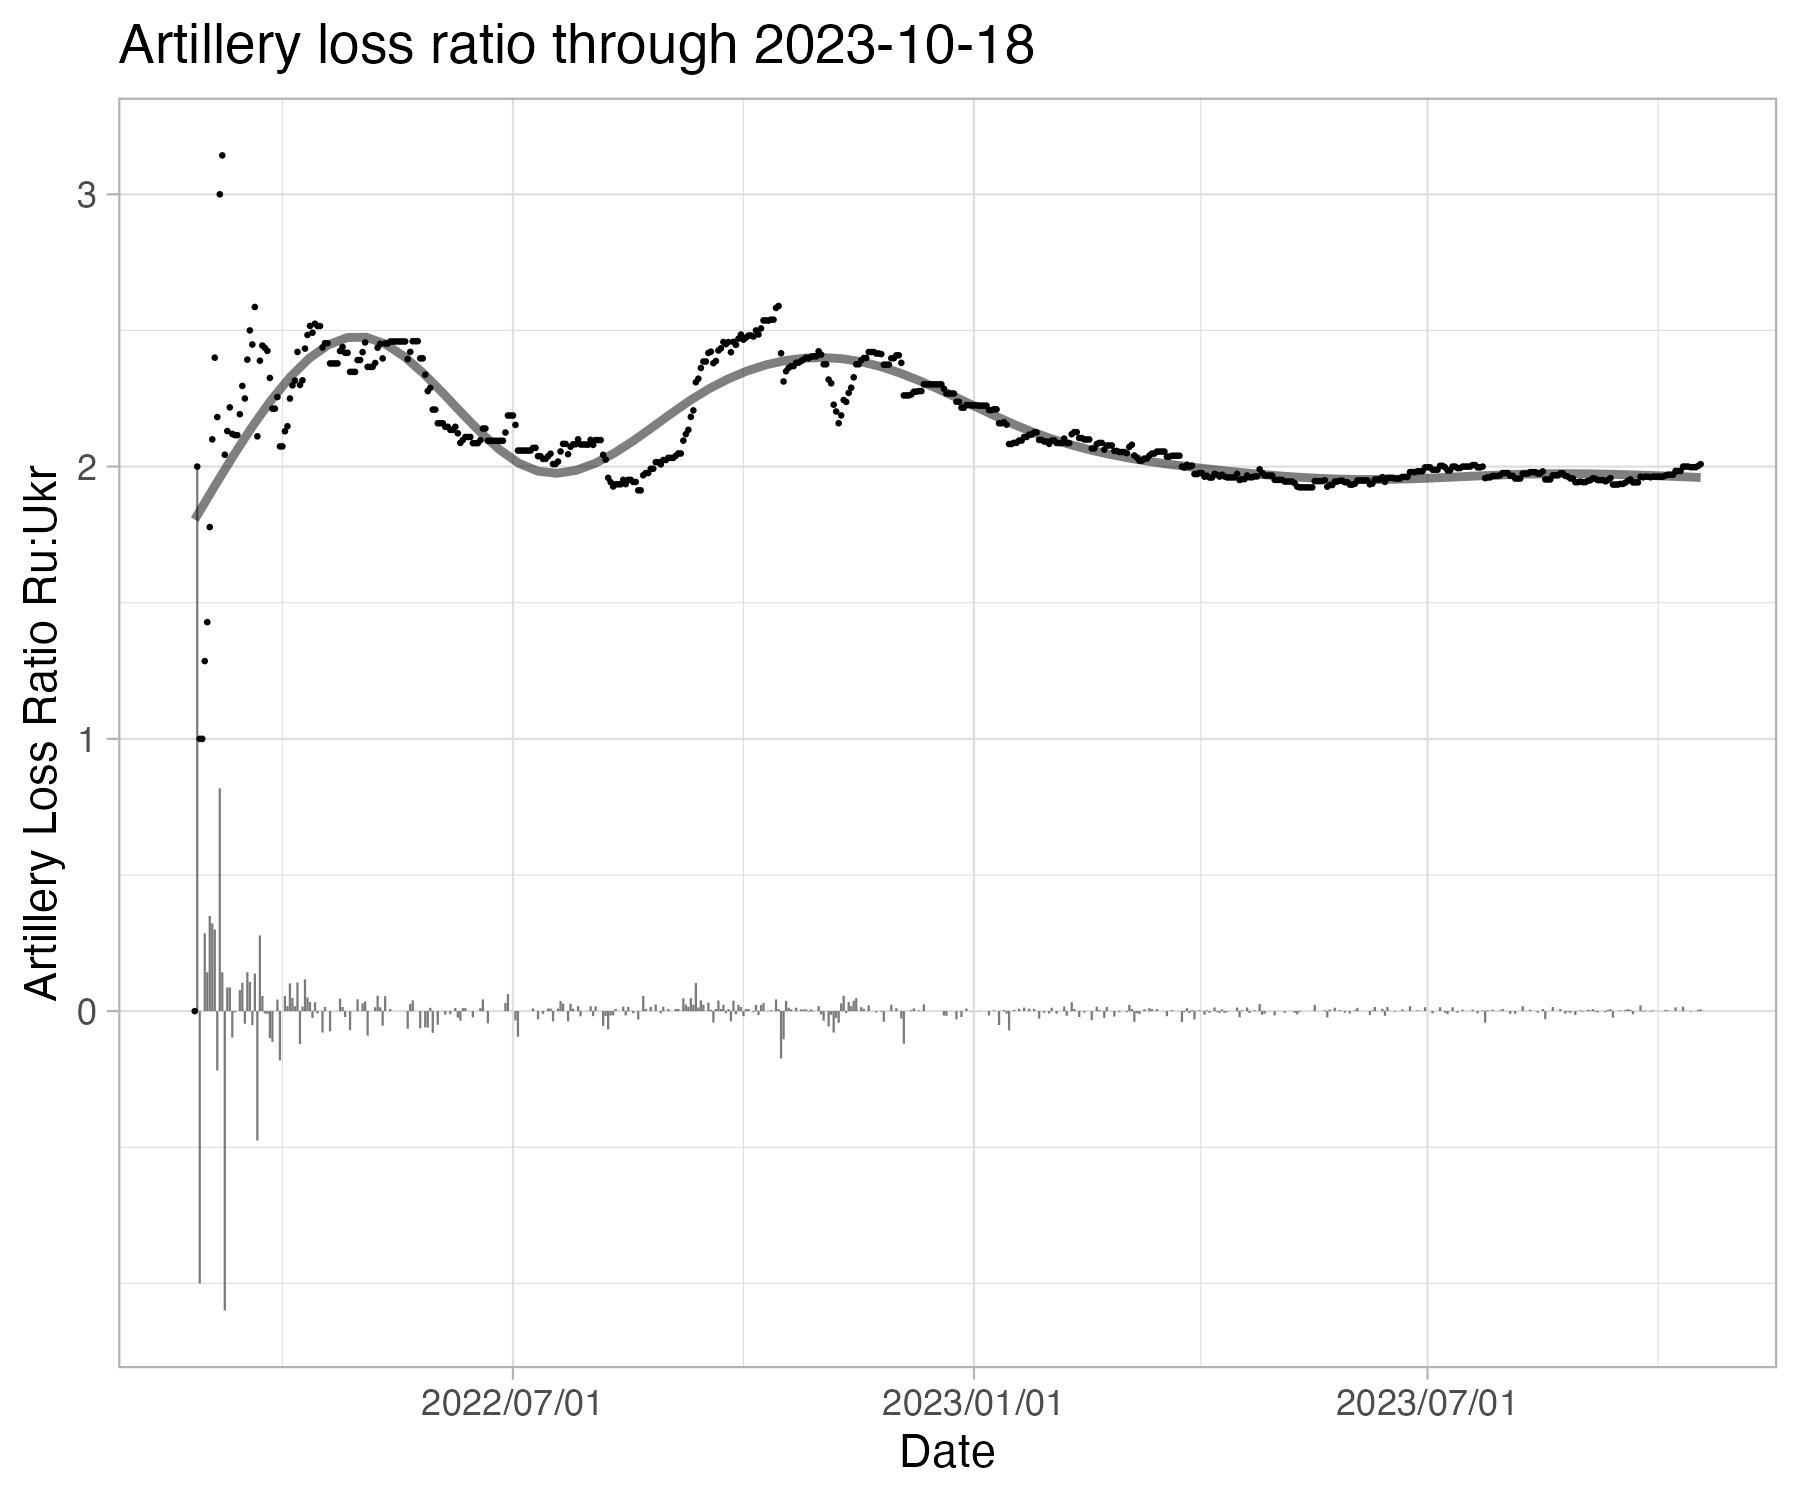 Artillery loss ratio through 2023-10-18
Artillery Loss Ratio Ru:Ukr
3
2
1
0
2022/07/01
2023/01/01
2023/07/01
Date